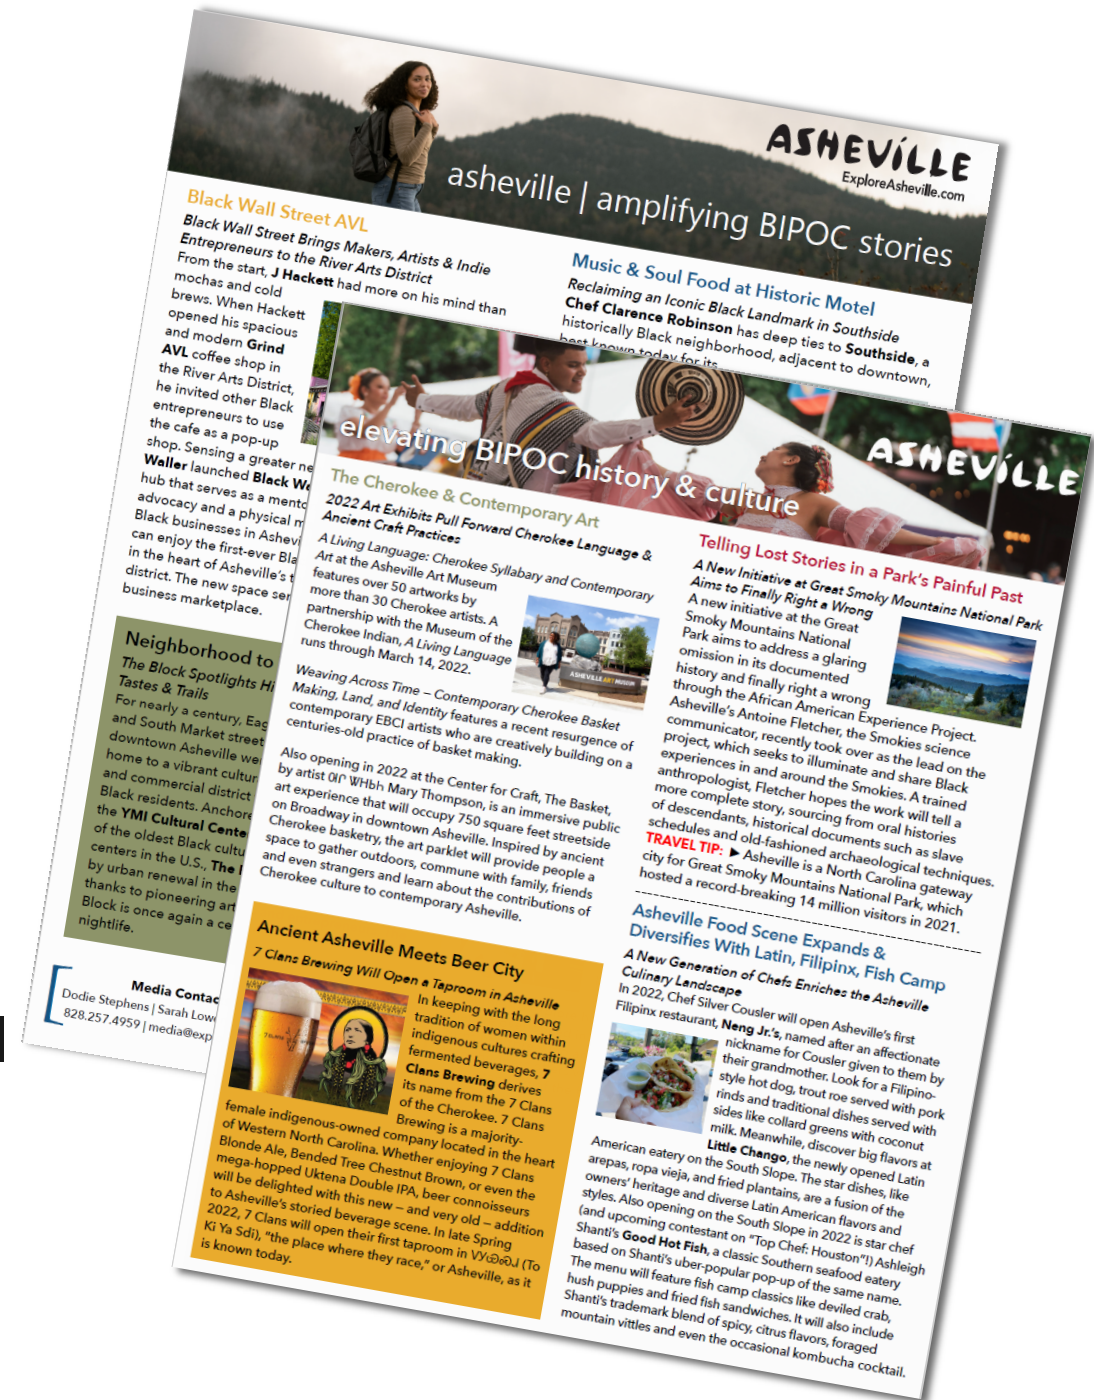 ASHEVILLE
ExploreAsheville.com
asheville | amplifying BIPOC stories
Black Wall Street AVL
Black Wall Street Brings Makers, Artists & Indie
Entrepreneurs to the River Arts District
From the start, J Hackett had more on his mind than
mochas and cold
brews. When Hackett
opened his spacious
and modern Grind
AVL coffee shop in
the River Arts District,
he invited other Black
entrepreneurs to use
the cafe as a pop-up
shop. Sensing a greater ne
Waller launched Black W
hub that serves as a mento
advocacy and a physical m
Black businesses in Ashevi
can enjoy the first-ever Bla
in the heart of Asheville's t
district. The new space ser
business marketplace.
Music & Soul Food at Historic Motel
Reclaiming an Iconic Black Landmark in Southside
Chef Clarence Robinson has deep ties to Southside, a
historically Black neighborhood, adjacent to downtown,
best known today for its
Neighborhood to
The Block Spotlights Hi
Tastes & Trails
For nearly a century, Eag
and South Market street
downtown Asheville we
home to a vibrant cultur
and commercial district
Black residents. Anchore
the YMI Cultural Cente
of the oldest Black cultu
centers in the U.S., The
by urban renewal in the
thanks to pioneering art
Block is once again a ce
nightlife.
Media Contac
Dodie Stephens | Sarah Lowe
828.257.4959 | media@exp
ASHEVILLE
elevating BIPOC history & culture
The Cherokee & Contemporary Art
2022 Art Exhibits Pull Forward Cherokee Language &
Ancient Craft Practices
A Living Language: Cherokee Syllabary and Contemporary
Art at the Asheville Art Museum
features over 50 artworks by
more than 30 Cherokee artists. A
partnership with the Museum of the
Cherokee Indian, A Living Language
runs through March 14, 2022.
ASHEVILLE ART MUSEUM
Weaving Across Time – Contemporary Cherokee Basket
Making, Land, and Identity features a recent resurgence of
contemporary EBCI artists who are creatively building on a
centuries-old practice of basket making.
Also opening in 2022 at the Center for Craft, The Basket,
by artist Mary Thompson, is an immersive public
art experience that will occupy 750 square feet streetside
on Broadway in downtown Asheville. Inspired by ancient
Cherokee basketry, the art parklet will provide people a
space to gather outdoors, commune with family, friends
and even strangers and learn about the contributions of
Cherokee culture to contemporary Asheville.
Ancient Asheville Meets Beer City
7 Clans Brewing Will Open a Taproom in Asheville
In keeping with the long
tradition of women within
indigenous cultures crafting
fermented beverages, 7
Clans Brewing derives
its name from the 7 Clans
of the Cherokee. 7 Clans
Brewing is a majority-
female indigenous-owned company located in the heart
of Western North Carolina. Whether enjoying 7 Clans
Blonde Ale, Bended Tree Chestnut Brown, or even the
mega-hopped Uktena Double IPA, beer connoisseurs
will be delighted with this new – and very old – addition
to Asheville's storied beverage scene. In late Spring
2022, 7 Clans will open their first taproom in (To
Ki Ya Sdi), "the place where they race," or Asheville, as it
is known today.
Telling Lost Stories in a Park's Painful Past
A New Initiative at Great Smoky Mountains National Park
Aims to Finally Right a Wrong
A new initiative at the Great
Smoky Mountains National
Park aims to address a glaring
omission in its documented
history and finally right a wrong
through the African American Experience Project.
Asheville's Antoine Fletcher, the Smokies science
communicator, recently took over as the lead on the
project, which seeks to illuminate and share Black
experiences in and around the Smokies. A trained
anthropologist, Fletcher hopes the work will tell a
more complete story, sourcing from oral histories
of descendants, historical documents such as slave
schedules and old-fashioned archaeological techniques.
TRAVEL TIP: ▶ Asheville is a North Carolina gateway
city for Great Smoky Mountains National Park, which
hosted a record-breaking 14 million visitors in 2021.
Asheville Food Scene Expands &
Diversifies With Latin, Filipinx, Fish Camp
A New Generation of Chefs Enriches the Asheville
Culinary Landscape
In 2022, Chef Silver Cousler will open Asheville's first
Filipinx restaurant, Neng Jr.'s, named after an affectionate
nickname for Cousler given to them by
their grandmother. Look for a Filipino-
style hot dog, trout roe served with pork
rinds and traditional dishes served with
sides like collard greens with coconut
milk. Meanwhile, discover big flavors at
Little Chango, the newly opened Latin
American eatery on the South Slope. The star dishes, like
arepas, ropa vieja, and fried plantains, are a fusion of the
owners' heritage and diverse Latin American flavors and
styles. Also opening on the South Slope in 2022 is star chef
(and upcoming contestant on "Top Chef: Houston"!) Ashleigh
Shanti's Good Hot Fish, a classic Southern seafood eatery
based on Shanti's uber-popular pop-up of the same name.
The menu will feature fish camp classics like deviled crab,
hush puppies and fried fish sandwiches. It will also include
Shanti's trademark blend of spicy, citrus flavors, foraged
mountain vittles and even the occasional kombucha cocktail.